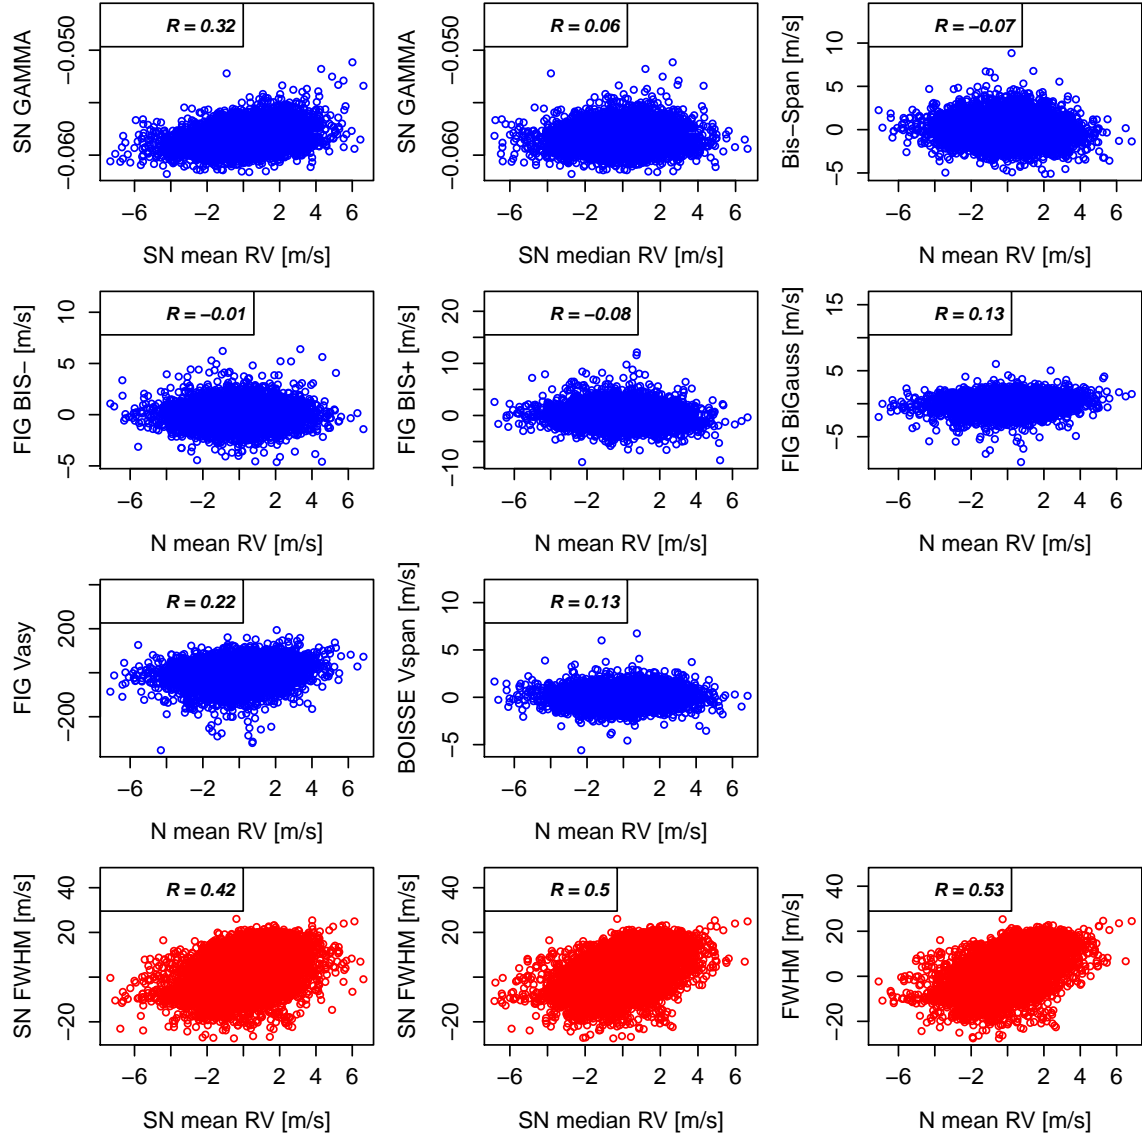 R = 0.32
SN GAMMA
−0.050
−0.060
−6 −2 2 4 6
SN mean RV [m/s]
R = 0.06
SN GAMMA
−0.050
−0.060
−6 −2 2 4 6
SN median RV [m/s]
R = −0.07
Bis−Span [m/s]
10
5
0
−5
−6 −2 2 4 6
N mean RV [m/s]
R = −0.01
FIG BIS− [m/s]
10
5
0
−5
−6 −2 2 4 6
N mean RV [m/s]
R = −0.08
FIG BIS+ [m/s]
20
10
0
−10
−6 −2 2 4 6
N mean RV [m/s]
R = 0.13
FIG BiGauss [m/s]
15
5
−5
−6 −2 2 4 6
N mean RV [m/s]
R = 0.22
FIG Vasy
200
−200
−6 −2 2 4 6
N mean RV [m/s]
R = 0.13
BOISSE Vspan [m/s]
10
5
0
−5
−6 −2 2 4 6
N mean RV [m/s]
R = 0.42
SN FWHM [m/s]
40
20
−20
−6 −2 2 4 6
SN mean RV [m/s]
R = 0.5
SN FWHM [m/s]
40
20
−20
−6 −2 2 4 6
SN median RV [m/s]
R = 0.53
FWHM [m/s]
40
20
0
−20
−6 −2 2 4 6
N mean RV [m/s]